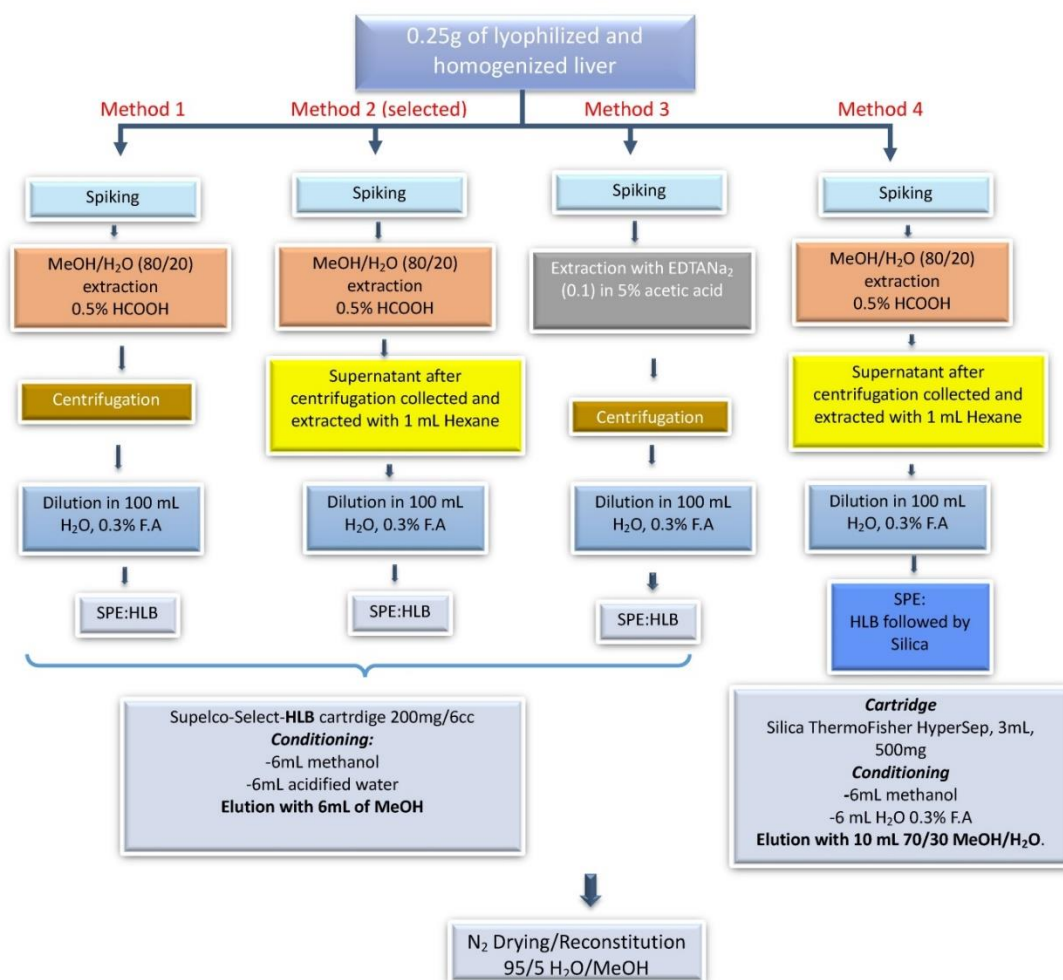 0.25g of lyophilized and
homogenized liver
Method 1
Method 2 (selected)
Method 3
Method 4
Spiking
Spiking
Spiking
Spiking
MeOH/H₂O (80/20)
extraction
0.5% HCOOH
MeOH/H₂O (80/20)
extraction
0.5% HCOOH
Extraction with EDTANa₂
(0.1) in 5% acetic acid
MeOH/H₂O (80/20)
extraction
0.5% HCOOH
Centrifugation
Supernatant after
centrifugation collected and
extracted with 1 mL Hexane
Centrifugation
Supernatant after
centrifugation collected and
extracted with 1 mL Hexane
Dilution in 100 mL
H₂O, 0.3% F.A
Dilution in 100 mL
H₂O, 0.3% F.A
Dilution in 100 mL
H₂O, 0.3% F.A
Dilution in 100 mL
H₂O, 0.3% F.A
SPE:HLB
SPE:HLB
SPE:HLB
SPE:
HLB followed by
Silica
Supelco-Select-HLB cartrdige 200mg/6cc
Conditioning:
-6mL methanol
-6mL acidified water
Elution with 6mL of MeOH
Cartridge
Silica ThermoFisher HyperSep, 3mL,
500mg
Conditioning
-6mL methanol
-6 mL H₂O 0.3% F.A
Elution with 10 mL 70/30 MeOH/H₂O.
N₂ Drying/Reconstitution
95/5 H₂O/MeOH